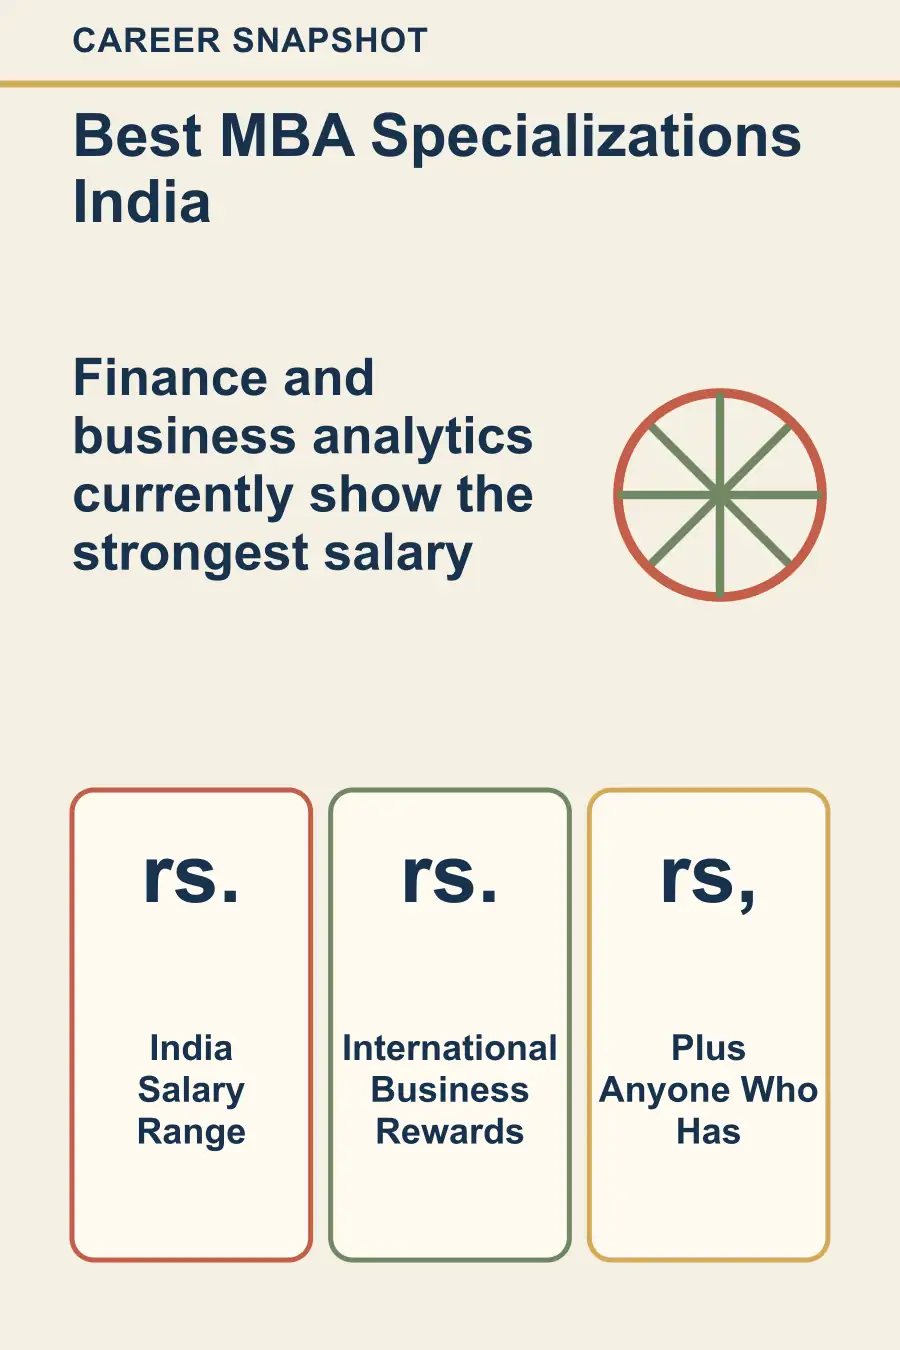 CAREER SNAPSHOT
Best MBA Specializations
India
Finance and
business analytics
currently show the
strongest salary
rs.
India
Salary
Range
rs.
International
Business
Rewards
rs,
Plus
Anyone Who
Has